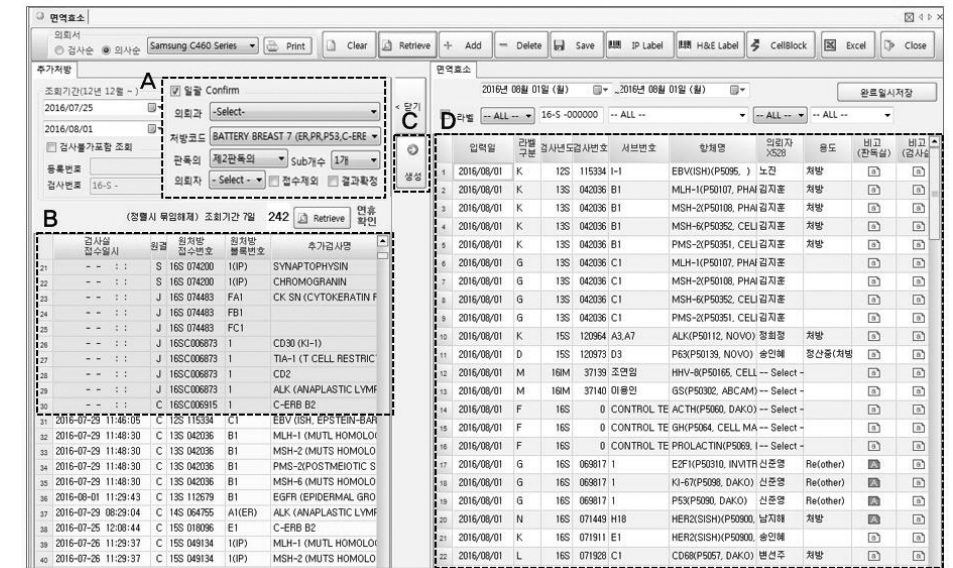 면역효소
의뢰서
검사순 의사순 Samsung C460 Series Print Clear Retrieve Add Delete Save IP Label H&E Label CellBlock Excel Close
추가처방
조회기간(12년 12월 ~ )
2016/07/25
2016/08/01
검사불가포함 조회
등록번호
검사번호 16-S -
A
일괄 Confirm
의뢰과 -Select-
처방코드 BATTERY BREAST 7 (ER,PR,P53,C-ERE
판독의 제2판독의 Sub개수 1개
의뢰자 - Select - 접수제외 결과확정
B
(정렬시 묶임해제) 조회기간 7일 242 Retrieve 연휴 확인
< 닫기
C
생성
검사실 접수일시 원결 원처방 접수번호 원처방 블록번호 추가검사명
21 - - : : S 16S 074200 1(IP) SYNAPTOPHYSIN
22 - - : : S 16S 074200 1(IP) CHROMOGRANIN
23 - - : : J 16S 074483 FA1 CK SN (CYTOKERATIN F
24 - - : : J 16S 074483 FB1
25 - - : : J 16S 074483 FC1
26 - - : : J 16SC006873 1 CD30 (KI-1)
27 - - : : J 16SC006873 1 TIA-1 (T CELL RESTRIC
28 - - : : J 16SC006873 1 CD2
29 - - : : J 16SC006873 1 ALK (ANAPLASTIC LYMF
30 - - : : C 16SC006915 1 C-ERB B2
31 2016-07-29 11:46:05 C 12S 115334 C1 EBV (ISH, EPSTEIN-BAR
32 2016-07-29 11:48:30 C 13S 042036 B1 MLH-1 (MUTL HOMOLO
33 2016-07-29 11:48:30 C 13S 042036 B1 MSH-2 (MUTS HOMOLO
34 2016-07-29 11:48:30 C 13S 042036 B1 PMS-2(POSTMEIOTIC S
35 2016-07-29 11:48:30 C 13S 042036 B1 MSH-6 (MUTS HOMOLO
36 2016-08-01 11:29:43 C 13S 112679 B1 EGFR (EPIDERMAL GRO
37 2016-07-29 08:29:04 C 14S 064755 A1(ER) ALK (ANAPLASTIC LYMF
38 2016-07-25 12:08:44 C 15S 018096 E1 C-ERB B2
39 2016-07-26 11:29:37 C 15S 049134 1(IP) MLH-1 (MUTL HOMOLO
40 2016-07-26 11:29:37 C 15S 049134 1(IP) MSH-2 (MUTS HOMOLO
면역효소
2016년 08월 01일 (월) ~ 2016년 08월 01일 (월) 완료일시저장
D
라벨 -- ALL -- 16-S -000000 -- ALL -- -- ALL -- -- ALL --
입력일 라벨 구분 검사년도 검사번호 서브번호 항체명 의뢰자 X528 용도 비고 (판독실) 비고 (검사실
1 2016/08/01 K 12S 115334 I-1 EBV(ISH)(P5095, ) 노진 처방
2 2016/08/01 K 13S 042036 B1 MLH-1(P50107, PHAI 김지훈 처방
3 2016/08/01 K 13S 042036 B1 MSH-2(P50108, PHAI 김지훈 처방
4 2016/08/01 K 13S 042036 B1 MSH-6(P50352, CELI 김지훈 처방
5 2016/08/01 K 13S 042036 B1 PMS-2(P50351, CELI 김지훈 처방
6 2016/08/01 G 13S 042036 C1 MLH-1(P50107, PHAI 김지훈
7 2016/08/01 G 13S 042036 C1 MSH-2(P50108, PHAI 김지훈
8 2016/08/01 G 13S 042036 C1 MSH-6(P50352, CELI 김지훈
9 2016/08/01 G 13S 042036 C1 PMS-2(P50351, CELI 김지훈
10 2016/08/01 K 15S 120964 A3,A7 ALK(P50112, NOVO) 정회정 처방
11 2016/08/01 D 15S 120973 D3 P63(P50139, NOVO) 송인혜 정산중(처방
12 2016/08/01 M 16IM 37139 조연임 HHV-8(P50165, CELL -- Select -
13 2016/08/01 M 16IM 37140 이용인 GS(P50302, ABCAM) -- Select -
14 2016/08/01 F 16S 0 CONTROL TE ACTH(P5060, DAKO) -- Select -
15 2016/08/01 F 16S 0 CONTROL TE GH(P5064, CELL MA -- Select -
16 2016/08/01 F 16S 0 CONTROL TE PROLACTIN(P5069, I -- Select -
17 2016/08/01 G 16S 069817 1 E2F1(P50310, INVITR 신준영 Re(other)
18 2016/08/01 G 16S 069817 1 KI-67(P5098, DAKO) 신준영 Re(other)
19 2016/08/01 G 16S 069817 1 P53(P5090, DAKO) 신준영 Re(other)
20 2016/08/01 N 16S 071449 H18 HER2(SISH)(P50900, 남지해 처방
21 2016/08/01 K 16S 071911 E1 HER2(SISH)(P50900, 송인혜
22 2016/08/01 L 16S 071928 C1 CD68(P5057, DAKO) 변선주 처방